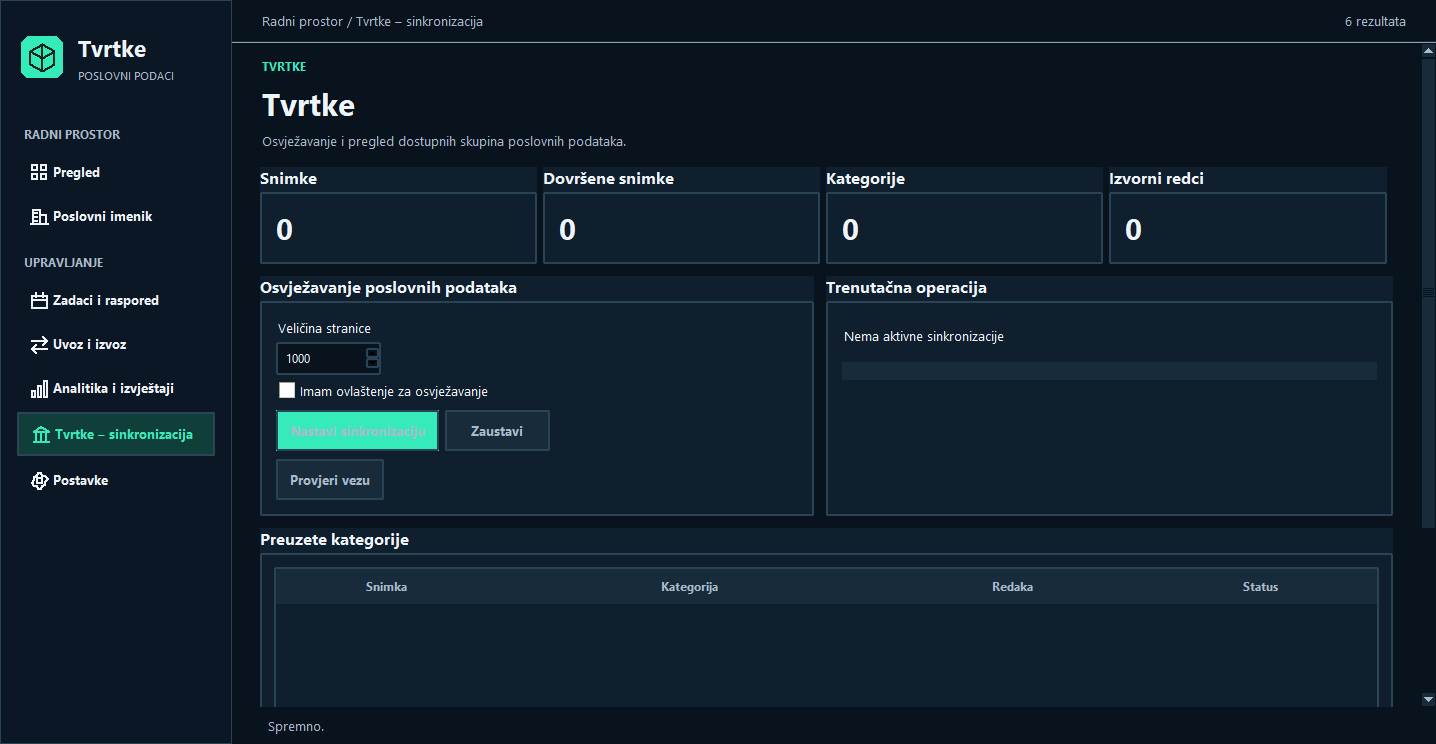 Tvrtke
POSLOVNI PODACI
RADNI PROSTOR
Pregled
Poslovni imenik
UPRAVLJANJE
Zadaci i raspored
Uvoz i izvoz
Analitika i izvještaji
Tvrtke – sinkronizacija
Postavke
Radni prostor / Tvrtke – sinkronizacija
6 rezultata
TVRTKE
Tvrtke
Osvježavanje i pregled dostupnih skupina poslovnih podataka.
Snimke
Dovršene snimke
Kategorije
Izvorni redci
0
0
0
0
Osvježavanje poslovnih podataka
Veličina stranice
1000
Imam ovlaštenje za osvježavanje
Nastavi sinkronizaciju
Zaustavi
Provjeri vezu
Trenutačna operacija
Nema aktivne sinkronizacije
Preuzete kategorije
Snimka
Kategorija
Redaka
Status
Spremno.